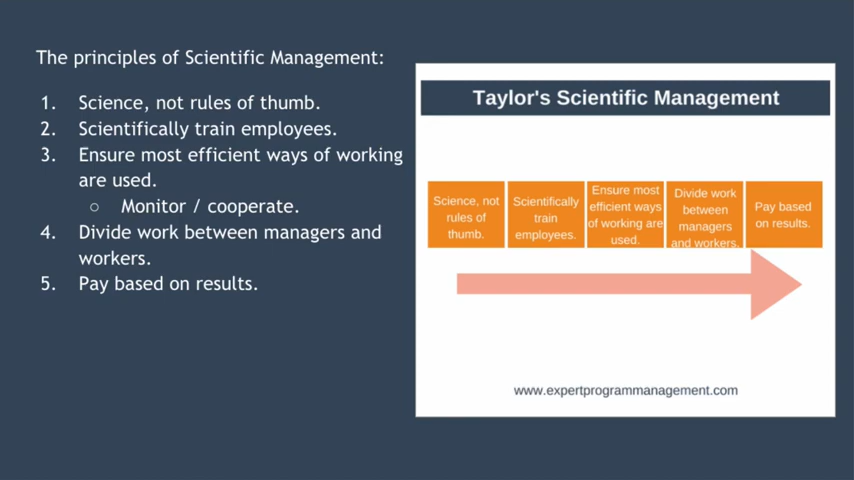 The principles of Scientific Management:
1. Science, not rules of thumb.
2. Scientifically train employees.
3. Ensure most efficient ways of working
are used.
○ Monitor / cooperate.
4. Divide work between managers and
workers.
5. Pay based on results.
Taylor's Scientific Management
Science, not
rules of
thumb.
Scientifically
train
employees.
Ensure most
efficient ways
of working are
used.
Divide work
between
managers
and workers.
Pay based
on results.
www.expertprogrammanagement.com